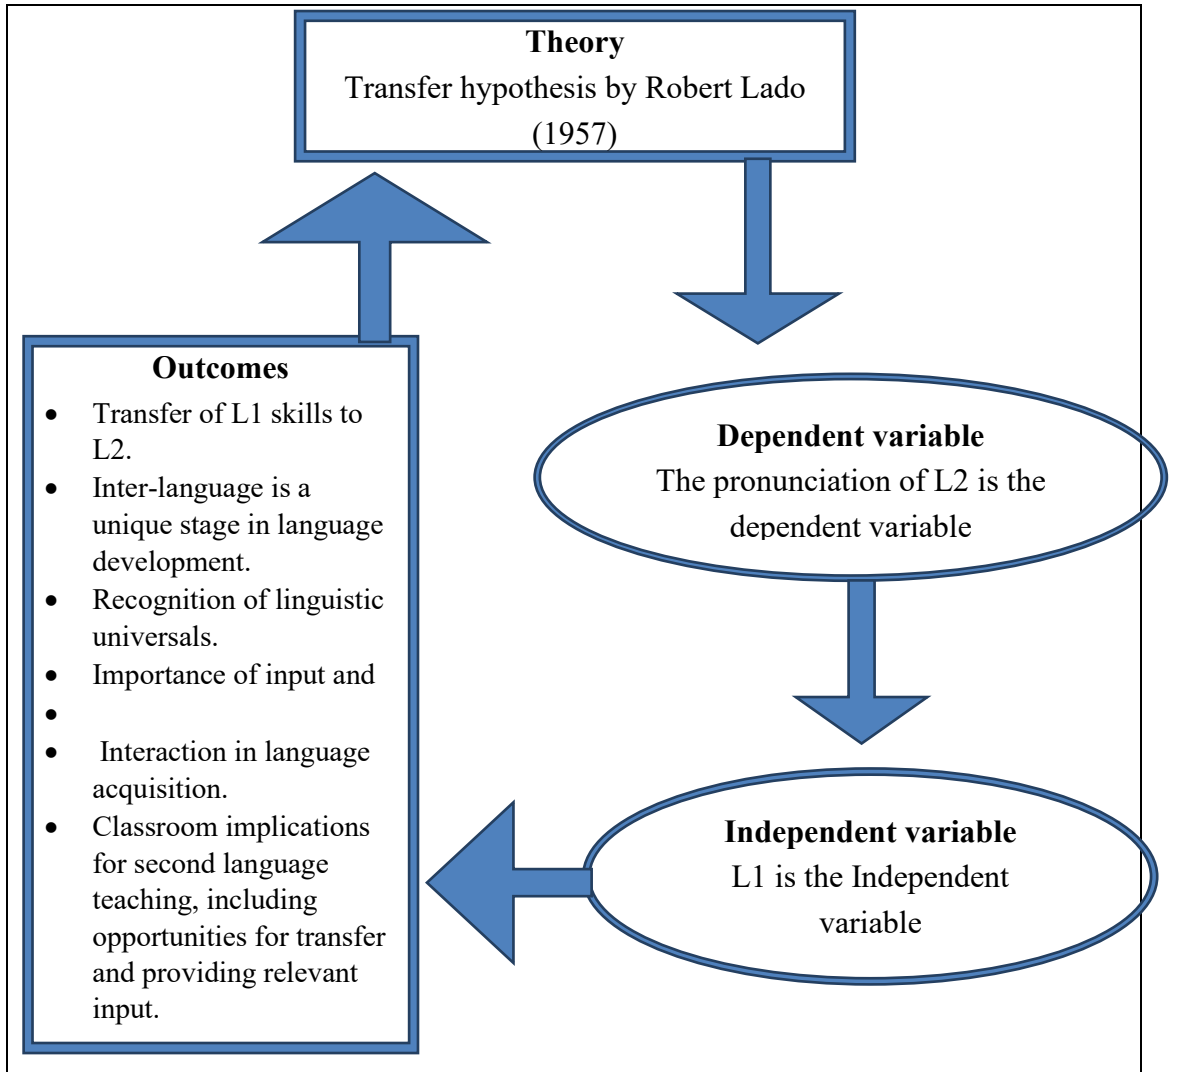 Theory
Transfer hypothesis by Robert Lado
(1957)
Dependent variable
The pronunciation of L2 is the
dependent variable
Independent variable
L1 is the Independent
variable
Outcomes
• Transfer of L1 skills to
L2.
• Inter-language is a
unique stage in language
development.
• Recognition of linguistic
universals.
• Importance of input and
•
• Interaction in language
acquisition.
• Classroom implications
for second language
teaching, including
opportunities for transfer
and providing relevant
input.